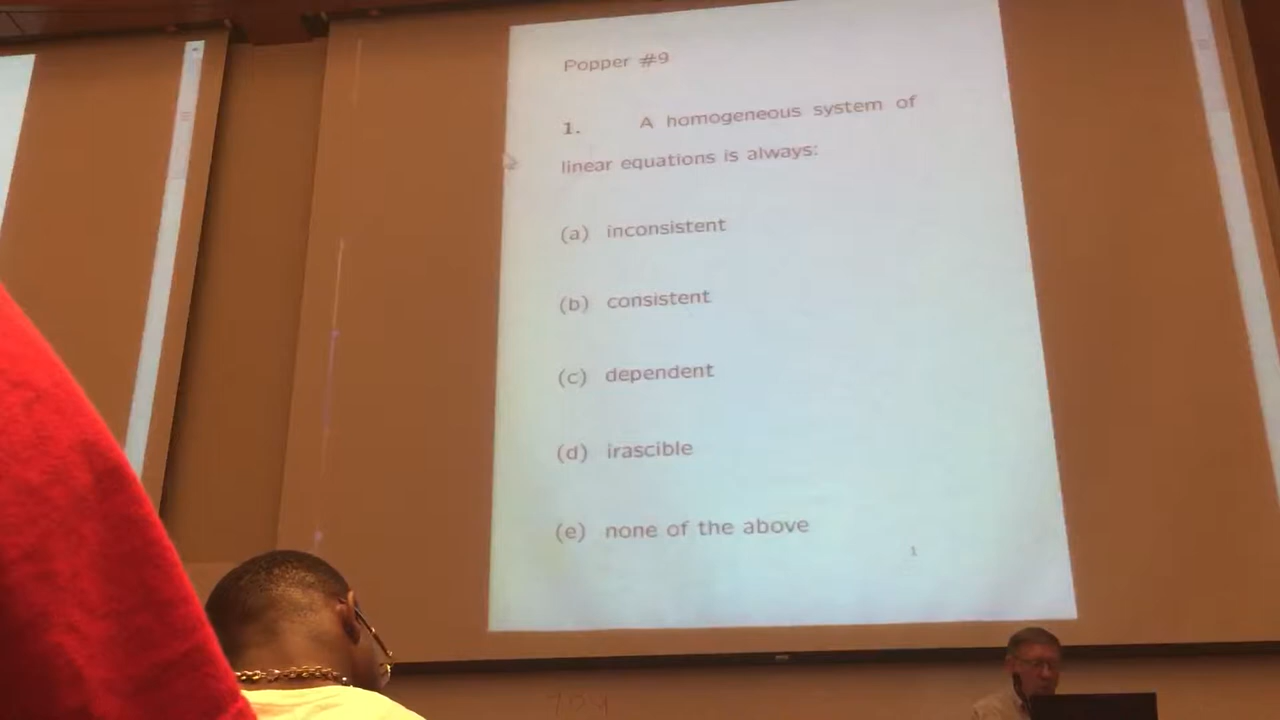 Popper #9
1. A homogeneous system of
linear equations is always:
(a) inconsistent
(b) consistent
(c) dependent
(d) irascible
(e) none of the above
1